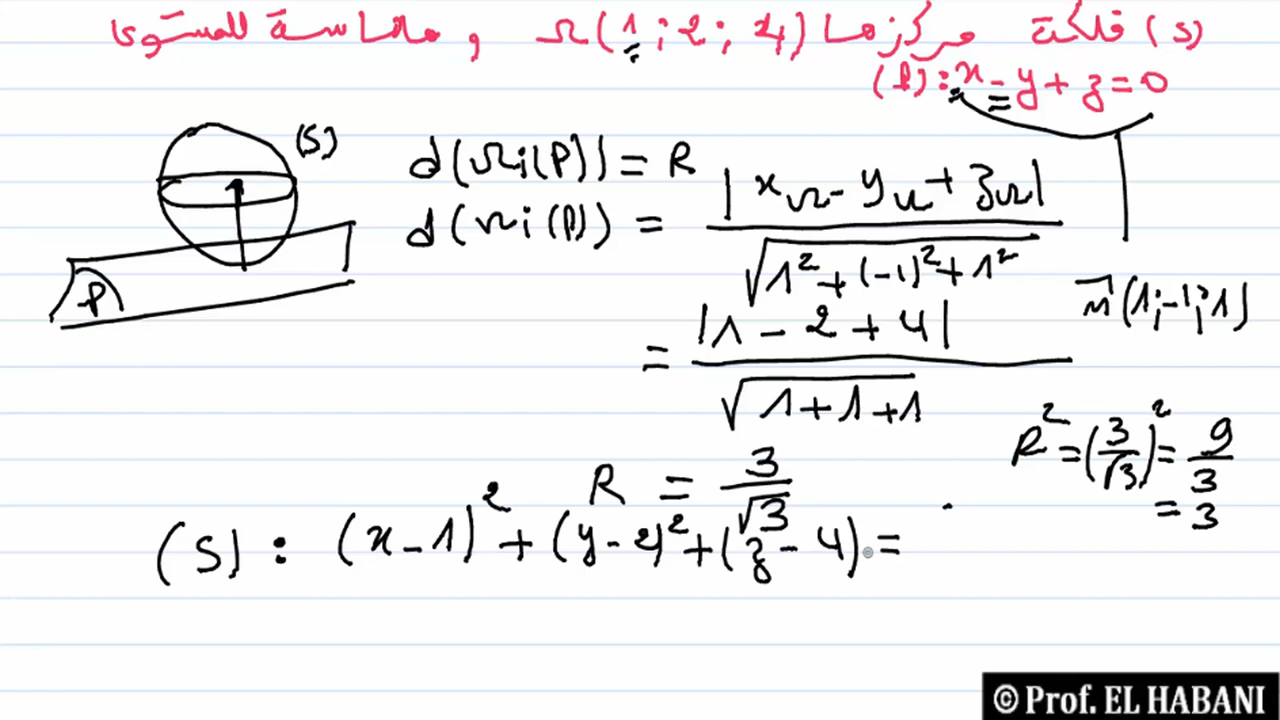 (S) فلكة مركزها Ω(1;2;4) و مماسة للمستوى
(P): x-y+z=0
(S)
P
d(Ω;(P))=R
d(Ω;(P)) = |xΩ - yΩ + zΩ| / √(1²+(-1)²+1²)
n⃗(1;-1;1)
= |1-2+4| / √(1+1+1)
R = 3/√3
R² = (3/√3)² = 9/3
= 3
(S): (x-1)² + (y-2)² + (z-4) =
© Prof. EL HABANI